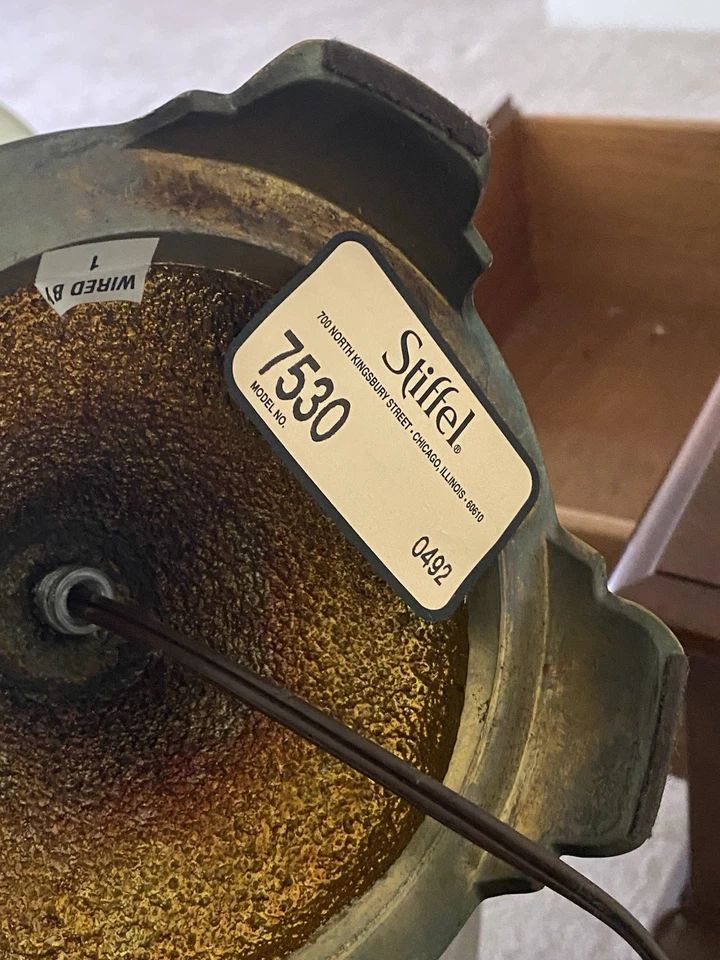 Stiffel®
700 NORTH KINGSBURY STREET • CHICAGO, ILLINOIS • 60610
7530
MODEL NO.
0492
WIRED BY
1